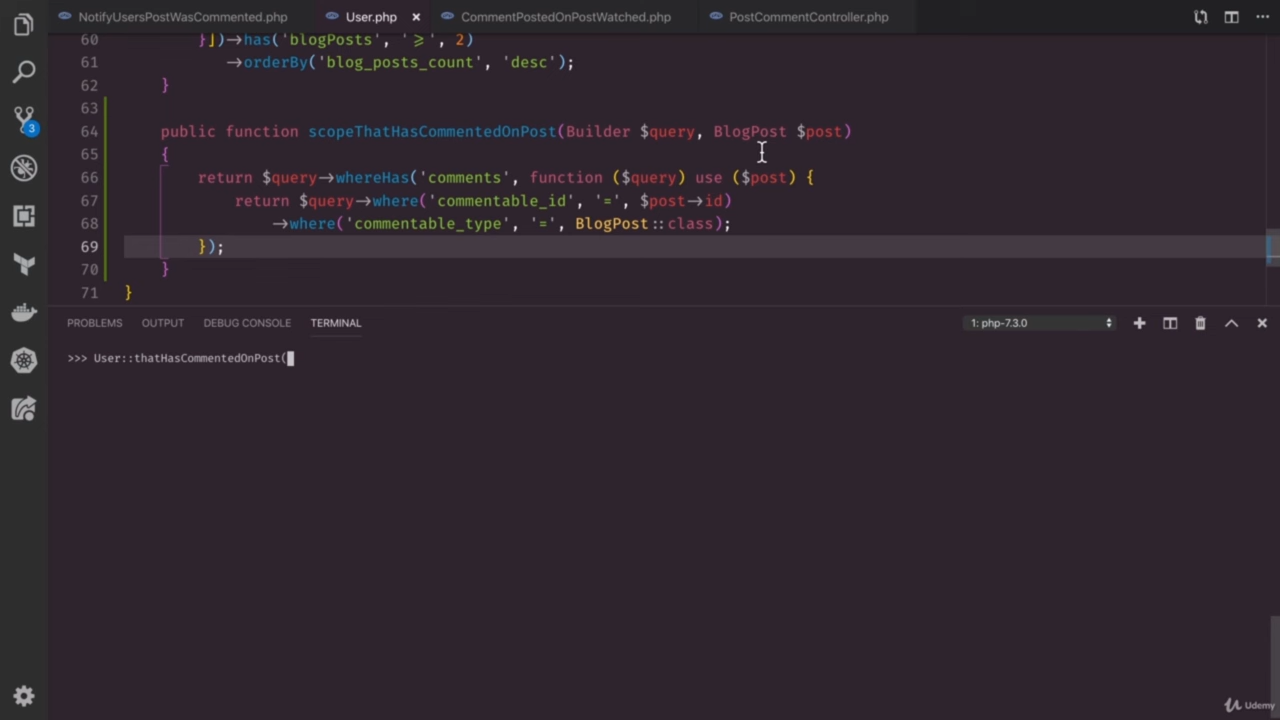 NotifyUsersPostWasCommented.php User.php × CommentPostedOnPostWatched.php PostCommentController.php ...
60 }])->has('blogPosts', '>=', 2)
61 ->orderBy('blog_posts_count', 'desc');
62 }
63
64 public function scopeThatHasCommentedOnPost(Builder $query, BlogPost $post)
65 {
66 return $query->whereHas('comments', function ($query) use ($post) {
67 return $query->where('commentable_id', '=', $post->id)
68 ->where('commentable_type', '=', BlogPost::class);
69 });
70 }
71 }
3
PROBLEMS OUTPUT DEBUG CONSOLE TERMINAL 1: php-7.3.0
>>> User::thatHasCommentedOnPost(
Udemy